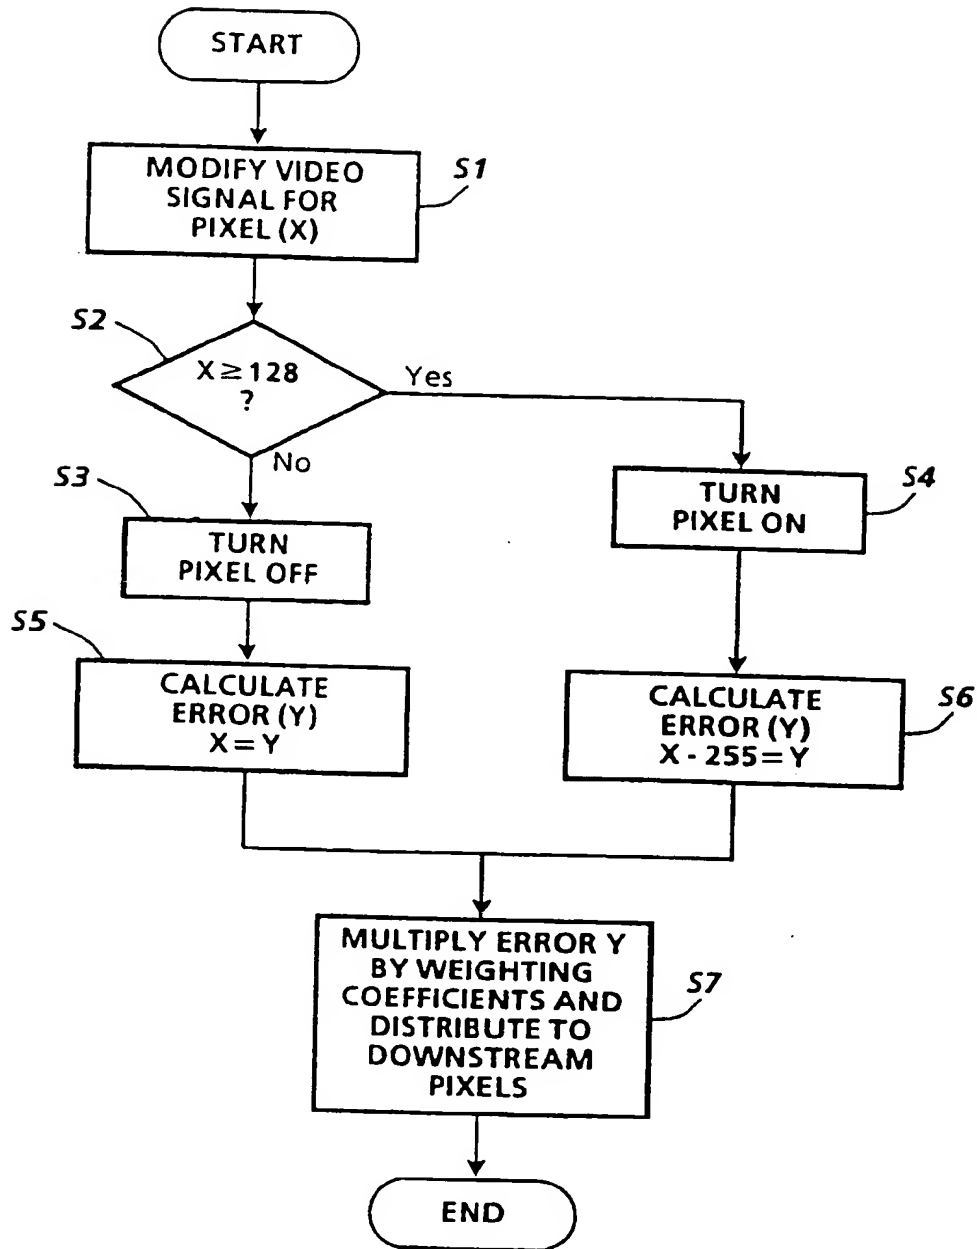 START
MODIFY VIDEO
SIGNAL FOR
PIXEL (X)
S1
S2
X ≥ 128
?
Yes
No
S3
TURN
PIXEL OFF
S4
TURN
PIXEL ON
S5
CALCULATE
ERROR (Y)
X = Y
S6
CALCULATE
ERROR (Y)
X - 255 = Y
MULTIPLY ERROR Y
BY WEIGHTING
COEFFICIENTS AND
DISTRIBUTE TO
DOWNSTREAM
PIXELS
S7
END